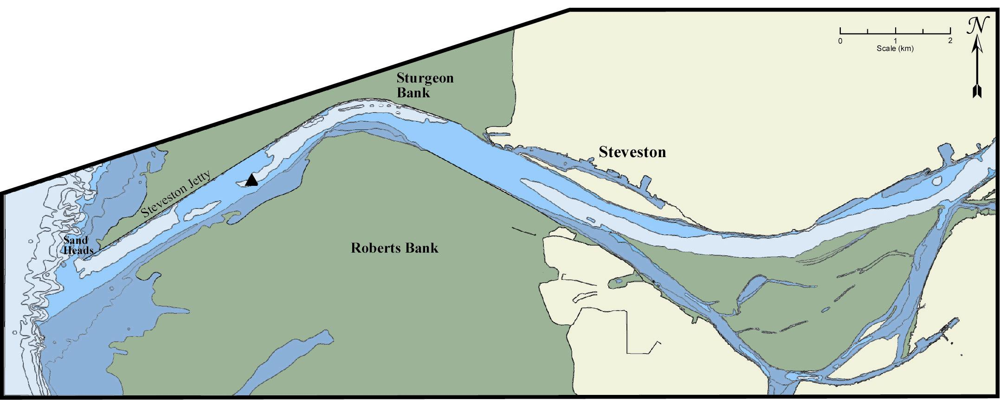 N
0 1 2
Scale (km)
Sturgeon
Bank
Steveston
Steveston Jetty
Sand
Heads
Roberts Bank